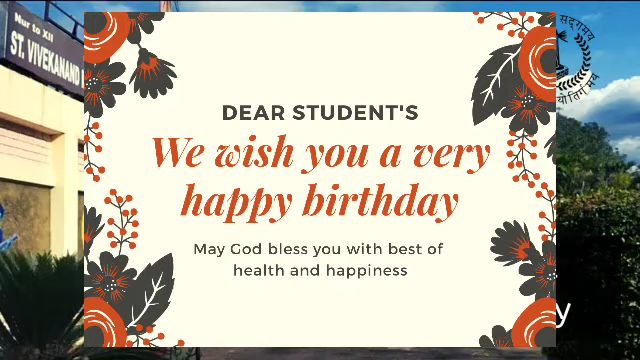 Nur to XII
ST. VIVEKANAND
DEAR STUDENT'S
We wish you a very
happy birthday
May God bless you with best of
health and happiness
y